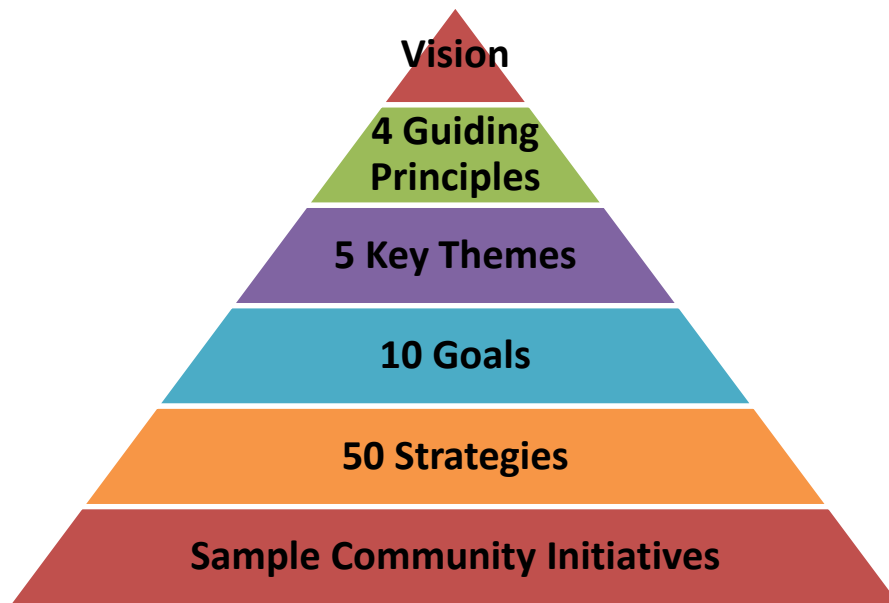 Vision
4 Guiding
Principles
5 Key Themes
10 Goals
50 Strategies
Sample Community Initiatives